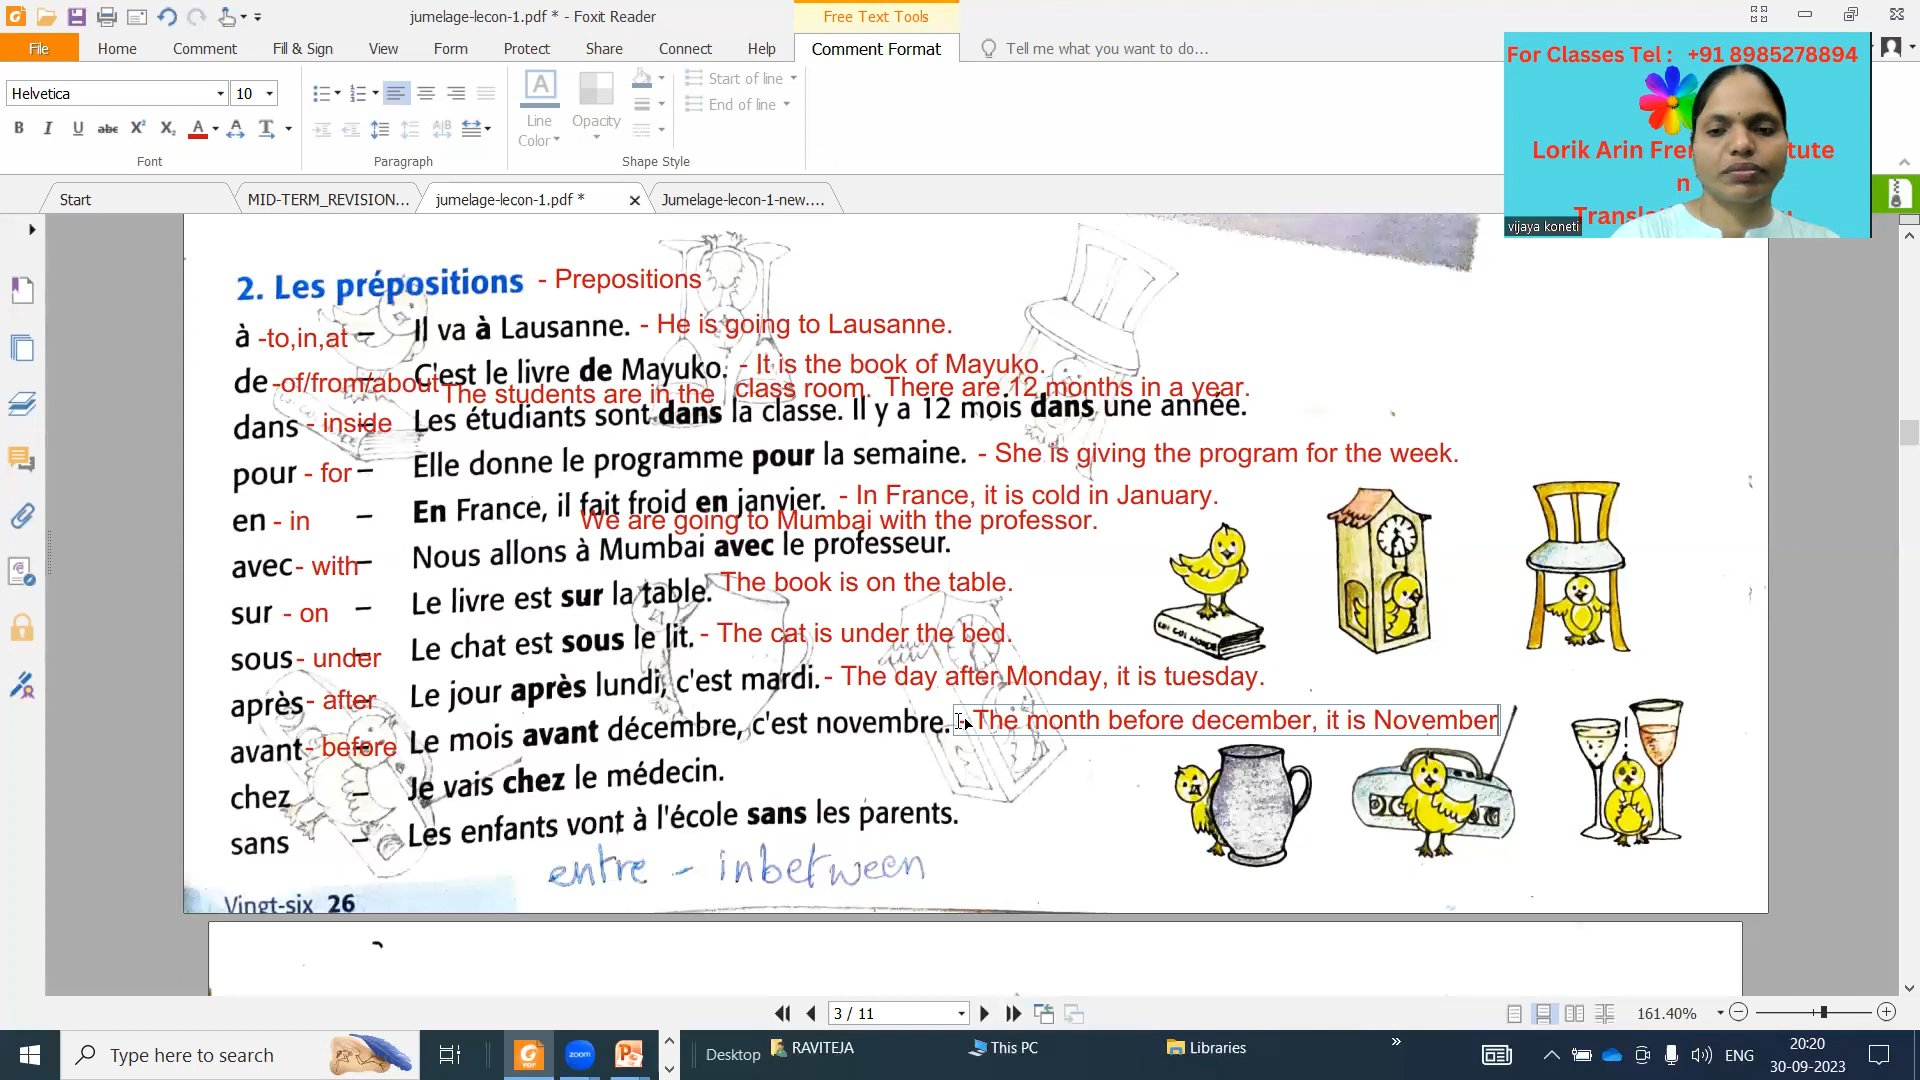 jumelage-lecon-1.pdf * - Foxit Reader
Free Text Tools
File Home Comment Fill & Sign View Form Protect Share Connect Help Comment Format Tell me what you want to do...
Helvetica 10
Start of line
End of line
Line Color
Opacity
Font Paragraph Shape Style
Start MID-TERM_REVISION... jumelage-lecon-1.pdf * Jumelage-lecon-1-new....
For Classes Tel : +91 8985278894
Lorik Arin
vijaya koneti
2. Les prépositions - Prepositions
à -to,in,at – Il va à Lausanne. - He is going to Lausanne.
de -of/from/about C'est le livre de Mayuko. - It is the book of Mayuko.
The students are in the class room. There are 12 months in a year.
dans - inside Les étudiants sont dans la classe. Il y a 12 mois dans une année.
pour - for – Elle donne le programme pour la semaine. - She is giving the program for the week.
en - in – En France, il fait froid en janvier. - In France, it is cold in January.
We are going to Mumbai with the professor.
avec - with – Nous allons à Mumbai avec le professeur.
sur - on – Le livre est sur la table. The book is on the table.
sous - under – Le chat est sous le lit. - The cat is under the bed.
après - after – Le jour après lundi, c'est mardi. - The day after Monday, it is tuesday.
avant - before – Le mois avant décembre, c'est novembre. - The month before december, it is November
chez – Je vais chez le médecin.
sans – Les enfants vont à l'école sans les parents.
entre - inbetween
Vingt-six 26
3 / 11
161.40%
Type here to search
zoom
Desktop RAVITEJA This PC Libraries
ENG
20:20
30-09-2023